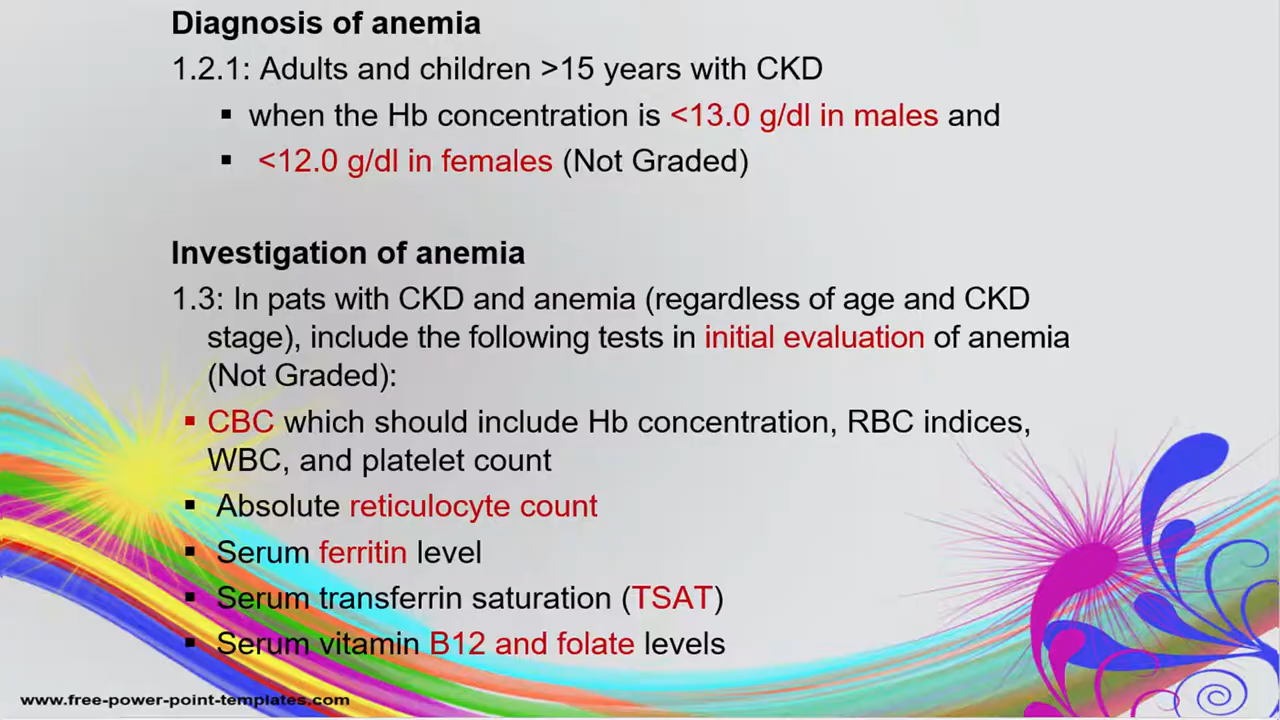 Diagnosis of anemia
1.2.1: Adults and children >15 years with CKD
▪ when the Hb concentration is <13.0 g/dl in males and
▪ <12.0 g/dl in females (Not Graded)
Investigation of anemia
1.3: In pats with CKD and anemia (regardless of age and CKD
stage), include the following tests in initial evaluation of anemia
(Not Graded):
▪ CBC which should include Hb concentration, RBC indices,
WBC, and platelet count
▪ Absolute reticulocyte count
▪ Serum ferritin level
▪ Serum transferrin saturation (TSAT)
▪ Serum vitamin B12 and folate levels
www.free-power-point-templates.com